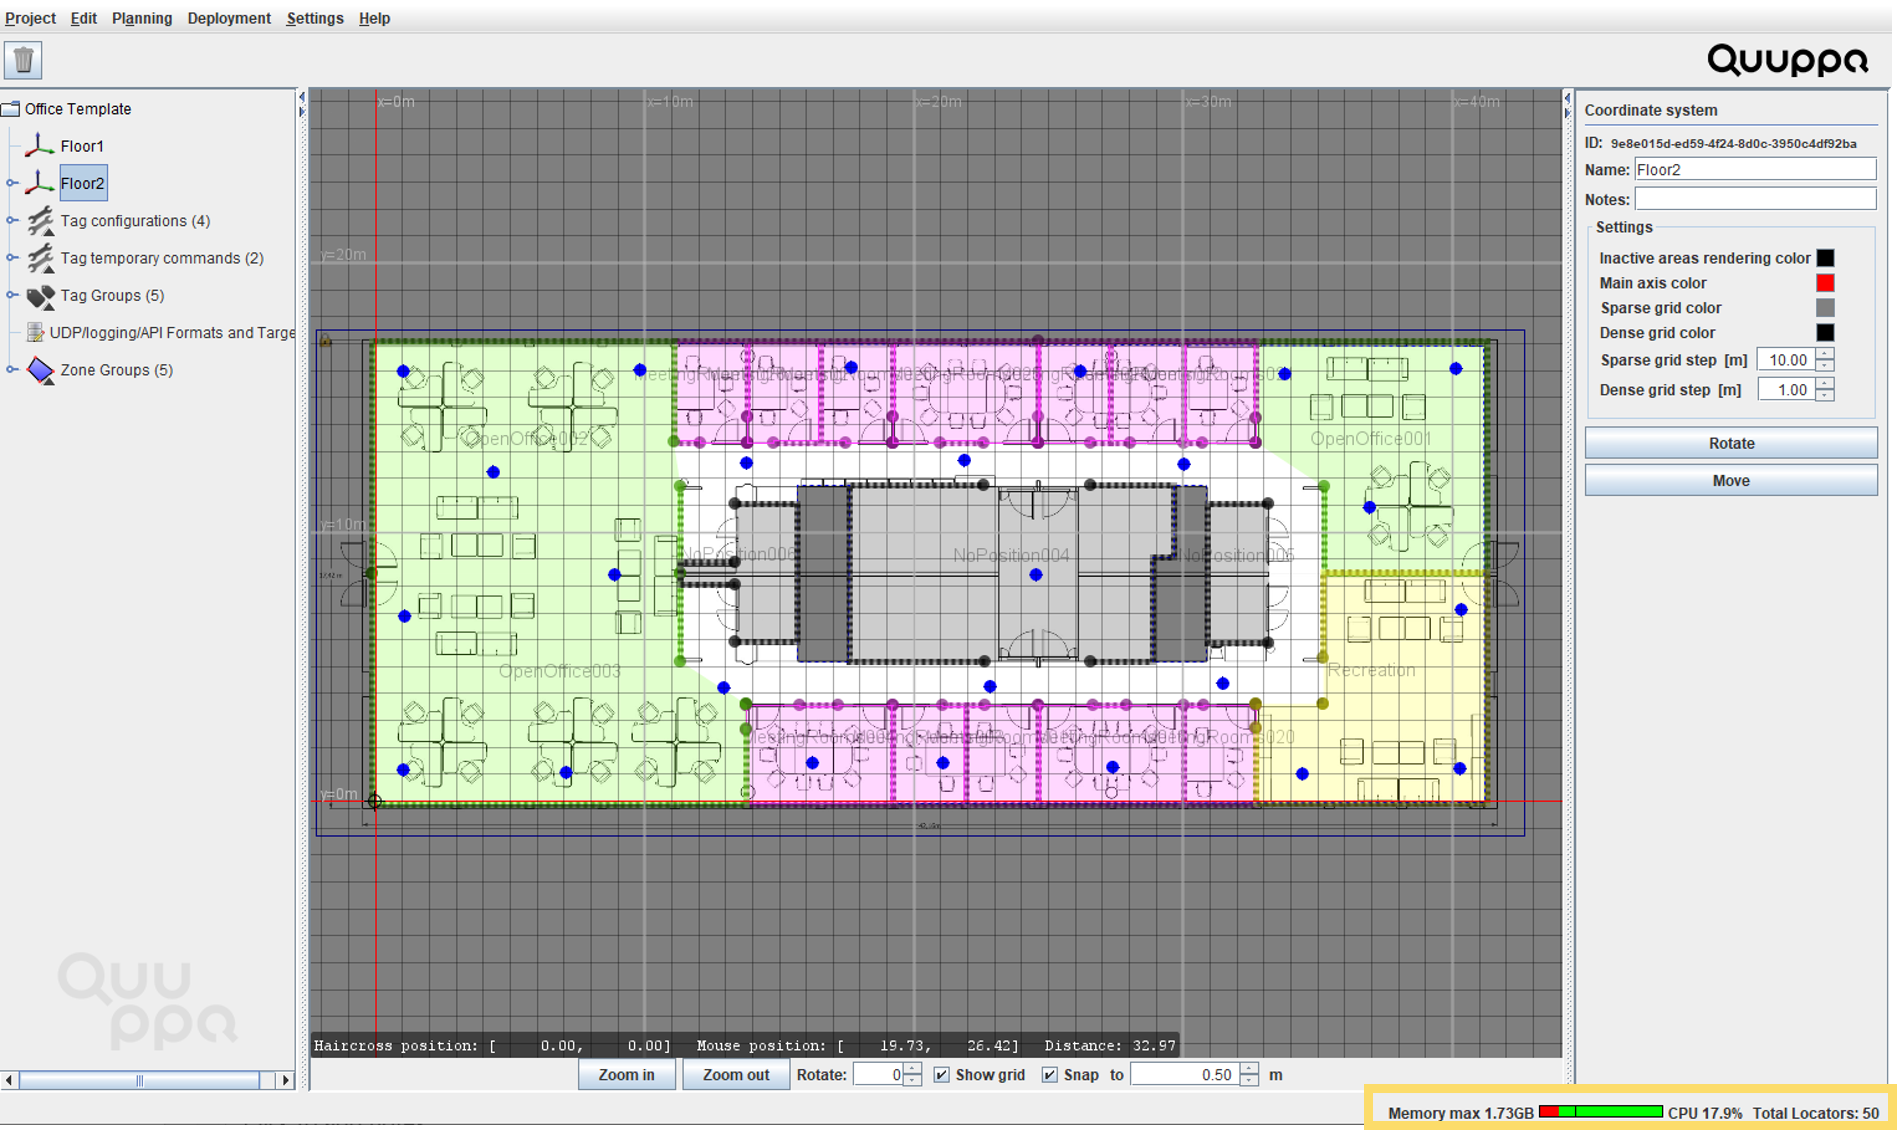 Project Edit Planning Deployment Settings Help
Quuppa
Office Template
Floor1
Floor2
Tag configurations (4)
Tag temporary commands (2)
Tag Groups (5)
UDP/logging/API Formats and Targe
Zone Groups (5)
Quu
ppa
x=0m x=10m x=20m x=30m x=40m
y=20m
OpenOffice002 OpenOffice001
y=10m
NoPosition006 NoPosition004 NoPosition005
OpenOffice003 Recreation
y=0m
Haircross position: [ 0.00, 0.00] Mouse position: [ 19.73, 26.42] Distance: 32.97
Zoom in Zoom out Rotate: 0 Show grid Snap to 0.50 m
Coordinate system
ID: 9e8e015d-ed59-4f24-8d0c-3950c4df92ba
Name: Floor2
Notes:
Settings
Inactive areas rendering color
Main axis color
Sparse grid color
Dense grid color
Sparse grid step [m] 10.00
Dense grid step [m] 1.00
Rotate
Move
Memory max 1.73GB CPU 17.9% Total Locators: 50